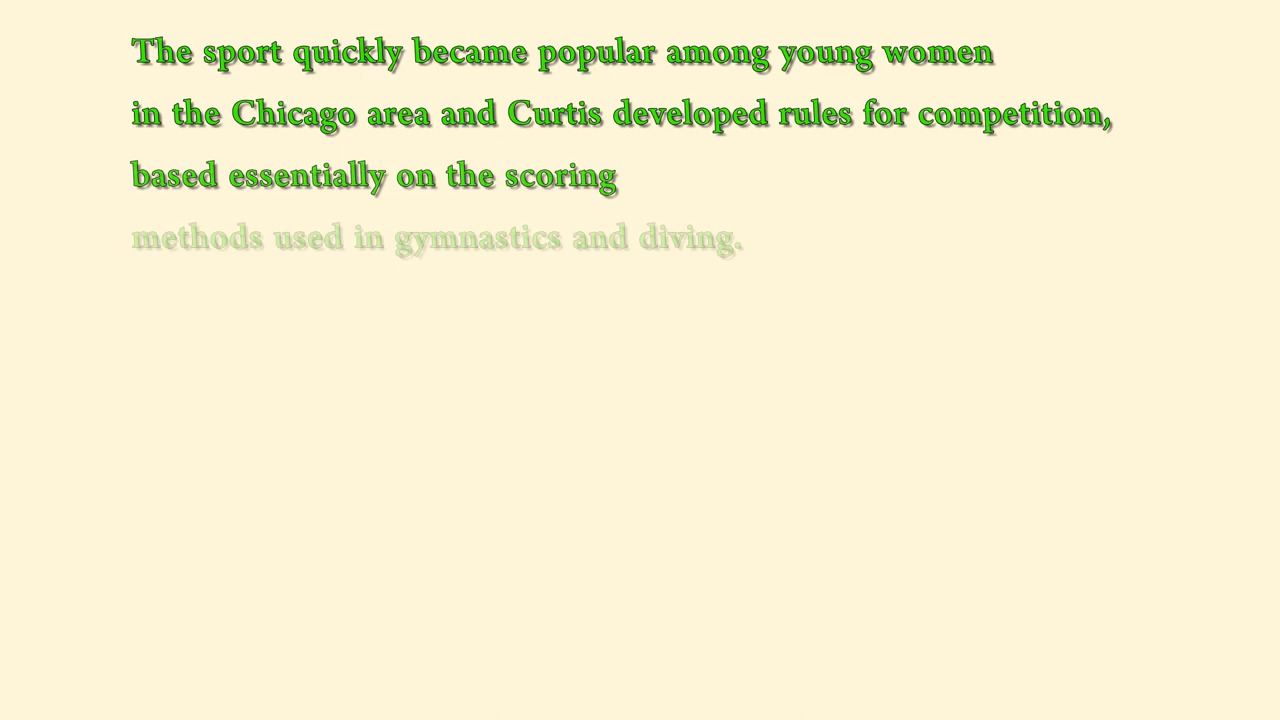 The sport quickly became popular among young women
in the Chicago area and Curtis developed rules for competition,
based essentially on the scoring
methods used in gymnastics and diving.